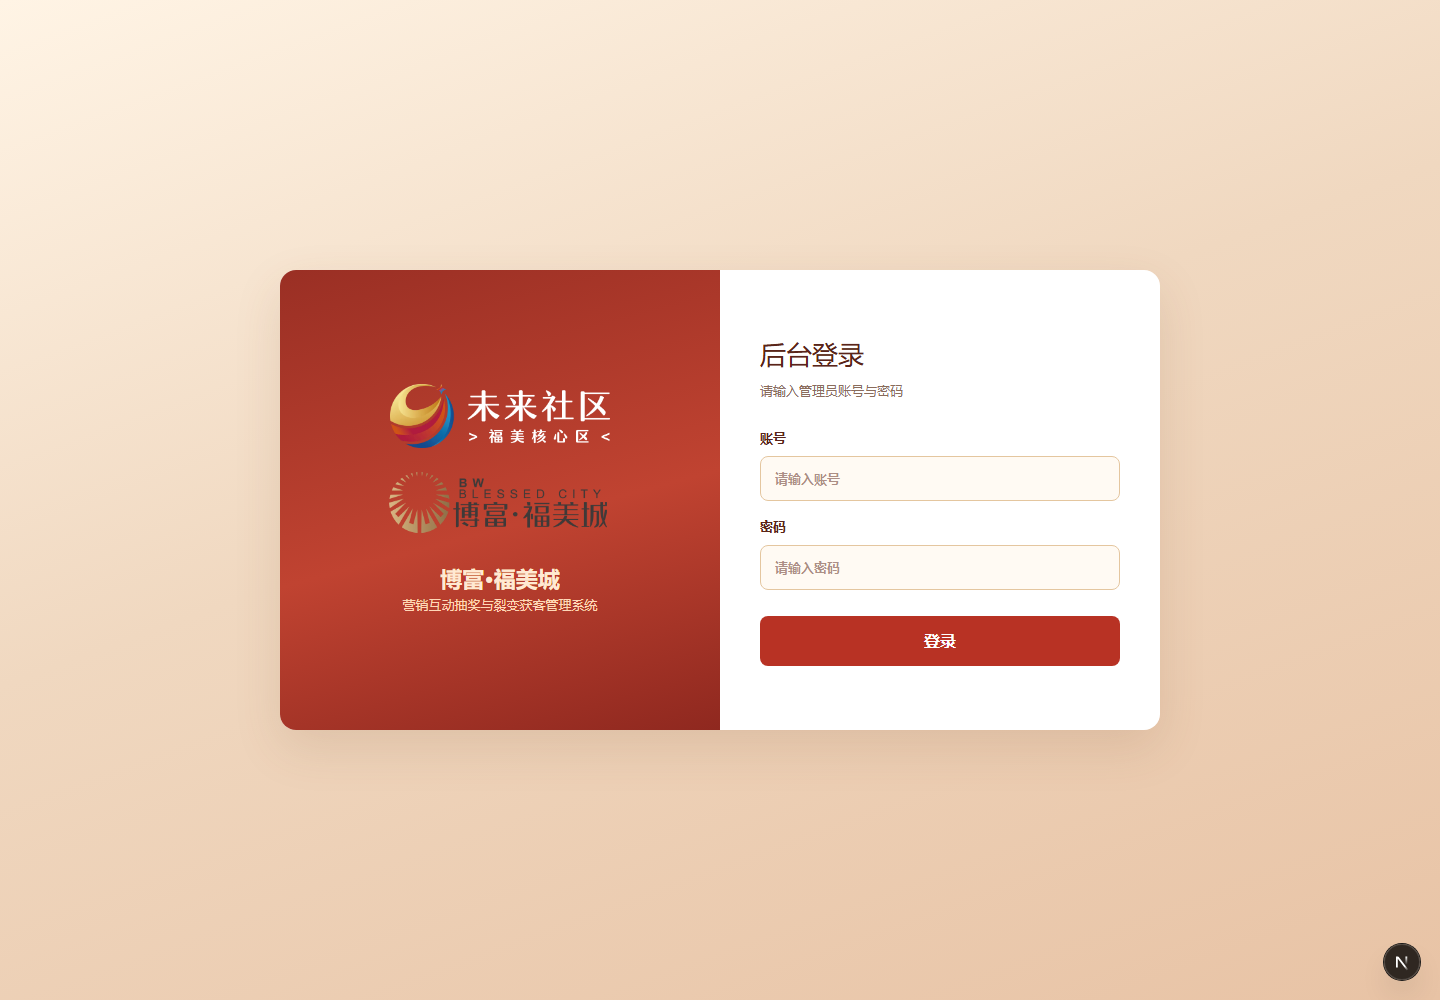 未来社区
> 福美核心区 <
BW
BLESSED CITY
博富·福美城
博富·福美城
营销互动抽奖与裂变获客管理系统
后台登录
请输入管理员账号与密码
账号
请输入账号
密码
请输入密码
登录
N